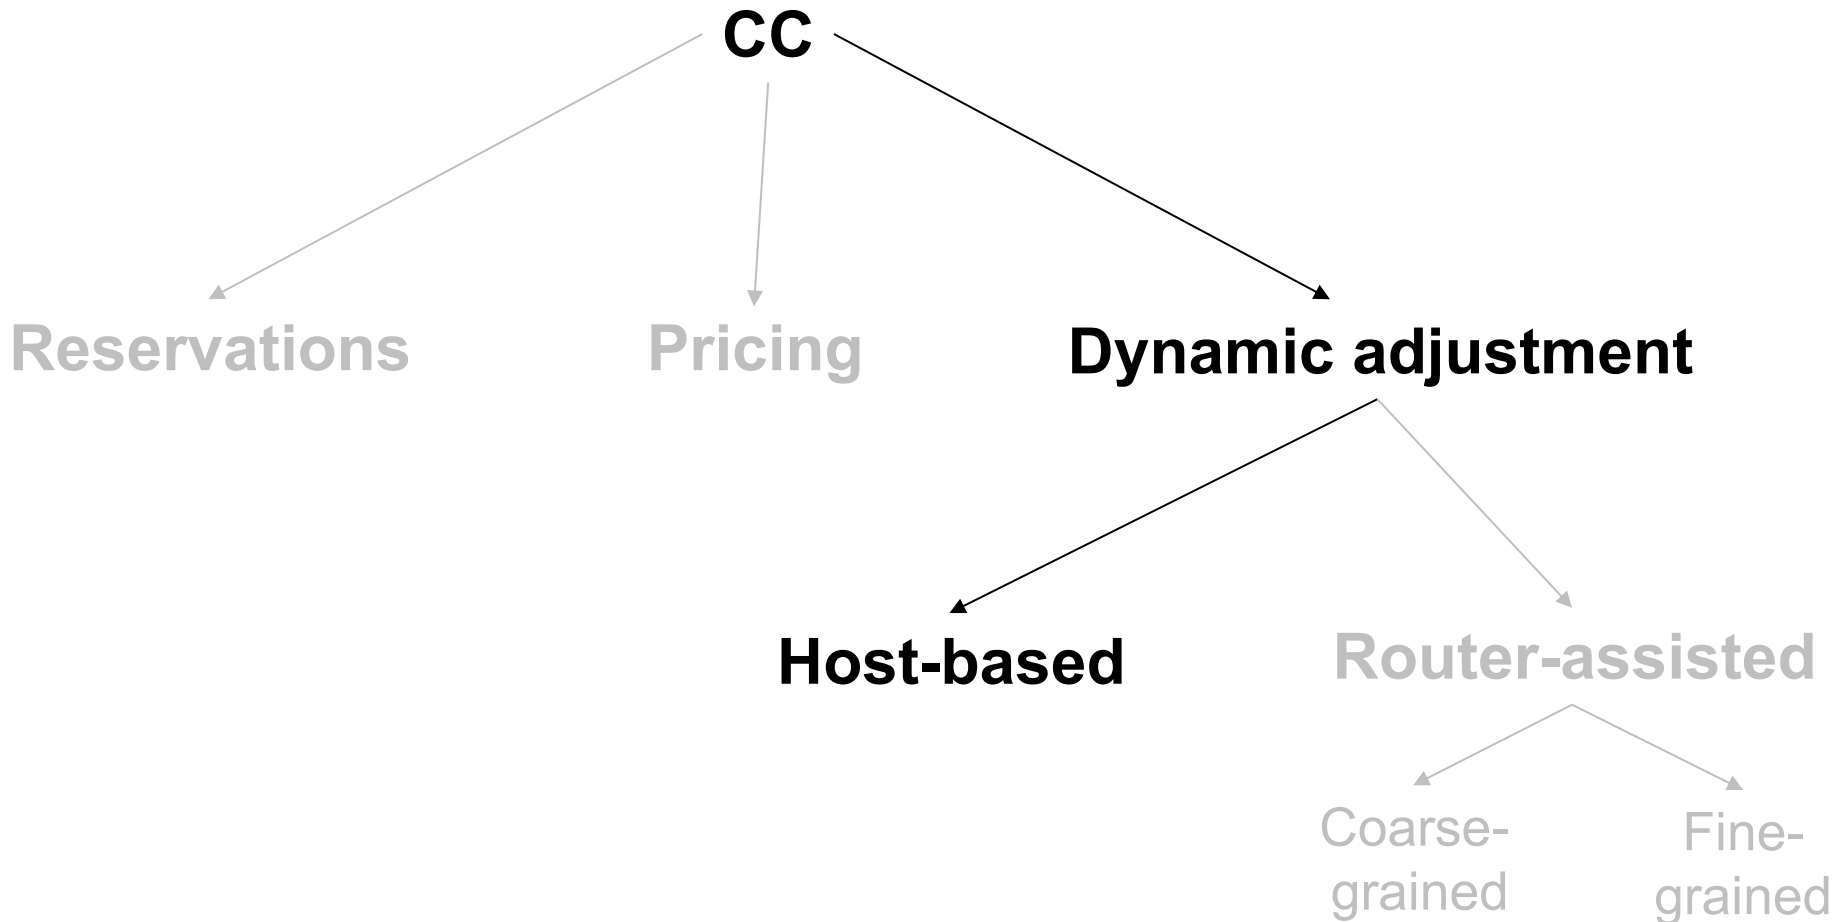 CC
Reservations
Pricing
Dynamic adjustment
Host-based
Router-assisted
Coarse-
grained
Fine-
grained